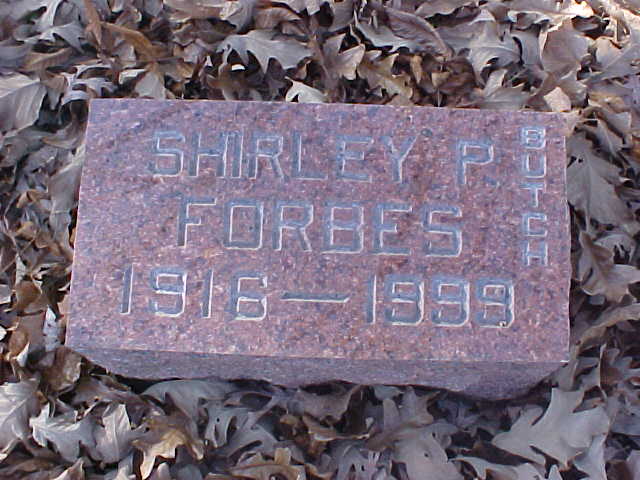 SHIRLEY P.
FORBES
1916 — 1999
BUTCH